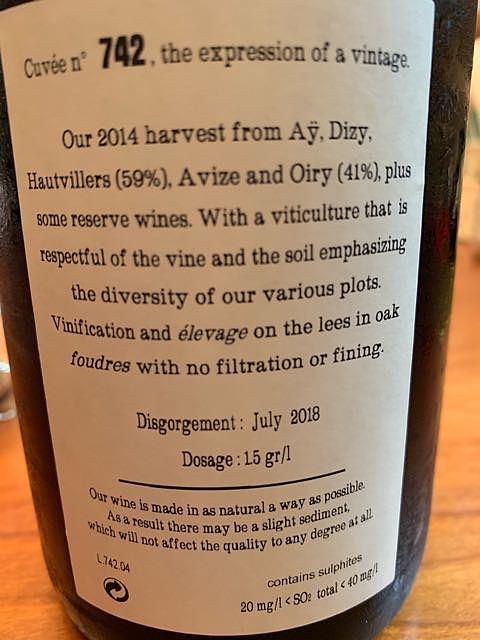 Cuvée n° 742, the expression of a vintage.
Our 2014 harvest from Aÿ, Dizy,
Hautvillers (59%), Avize and Oiry (41%), plus
some reserve wines. With a viticulture that is
respectful of the vine and the soil emphasizing
the diversity of our various plots.
Vinification and élevage on the lees in oak
foudres with no filtration or fining.
Disgorgement : July 2018
Dosage : 1.5 gr/l
Our wine is made in as natural a way as possible.
As a result there may be a slight sediment,
which will not affect the quality to any degree at all.
L.742.04
contains sulphites
20 mg/l < SO₂ total < 40 mg/l